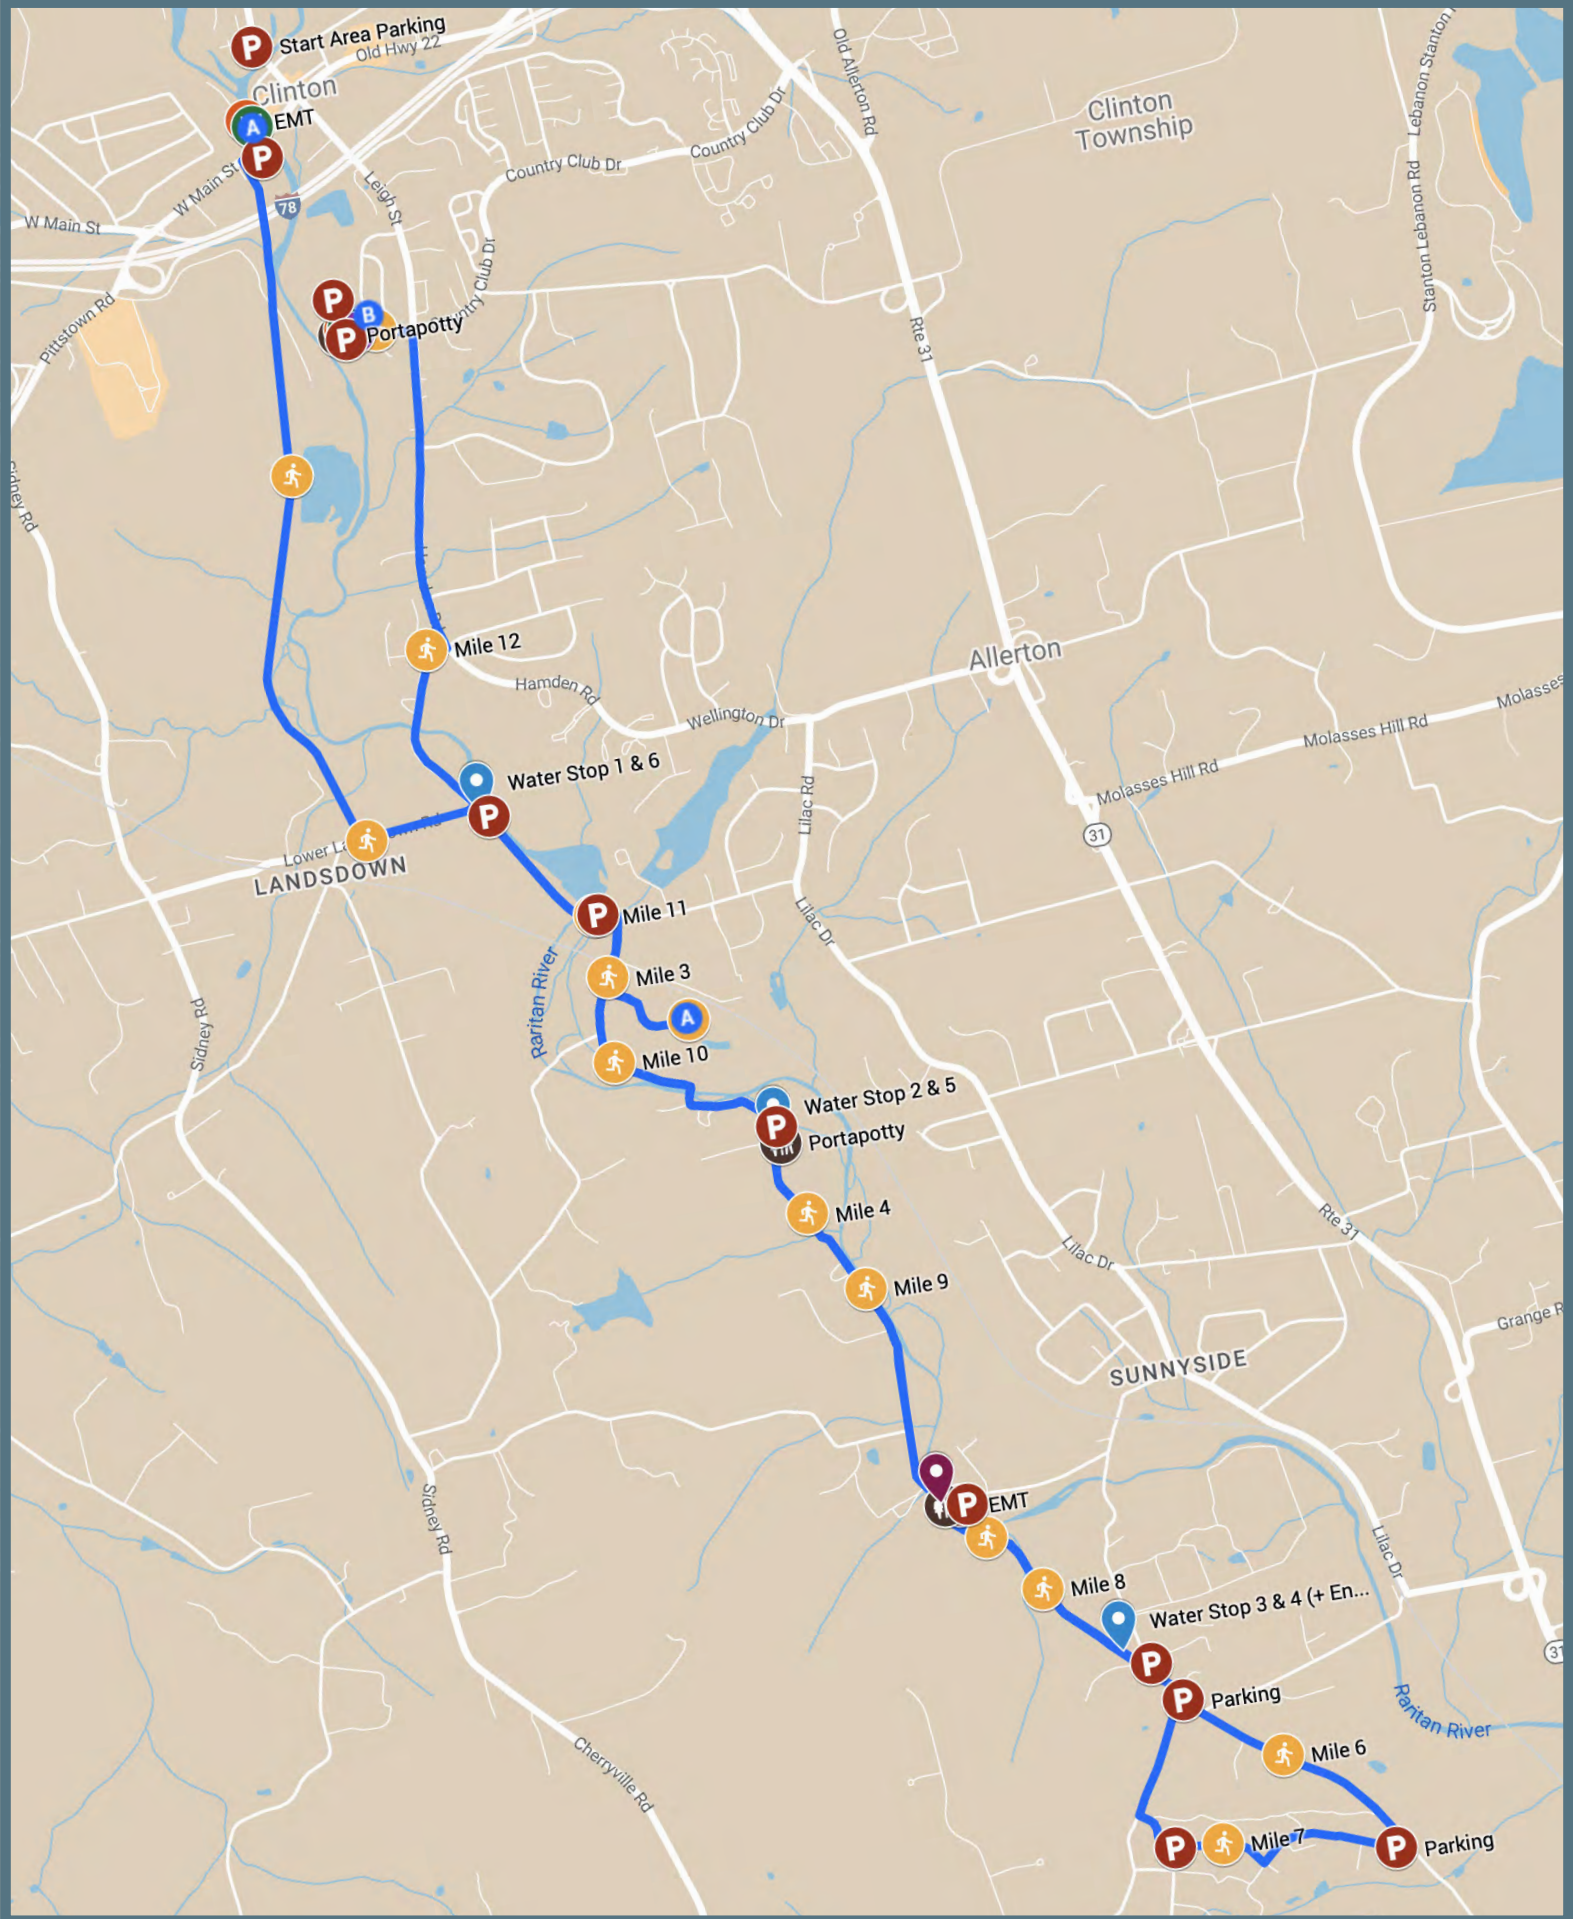 Start Area Parking
Old Hwy 22
Clinton
EMT
A
P
P
W Main St
W Main St
78
Leigh St
Country Club Dr
Country Club Dr
Country Club Dr
Old Allerton Rd
Clinton
Township
Lebanon Stanton
Stanton Lebanon Rd
Pittstown Rd
P
B
P
Portapotty
Rte 31
Sidney Rd
Mile 12
Hamden Rd
Wellington Dr
Allerton
Molasses Hill Rd
Molasses Hill Rd
Molasses
31
Water Stop 1 & 6
P
Lower
LANDSDOWN
Lilac Rd
Lilac Dr
P
Mile 11
Raritan River
Mile 3
A
Mile 10
Sidney Rd
Water Stop 2 & 5
P
Portapotty
Mile 4
Mile 9
Lilac Dr
Rte 31
Grange R
SUNNYSIDE
Sidney Rd
P
EMT
Lilac Dr
Mile 8
Water Stop 3 & 4 (+ En...
31
P
P
Parking
Raritan River
Mile 6
Cherryville Rd
P
Mile 7
P
Parking